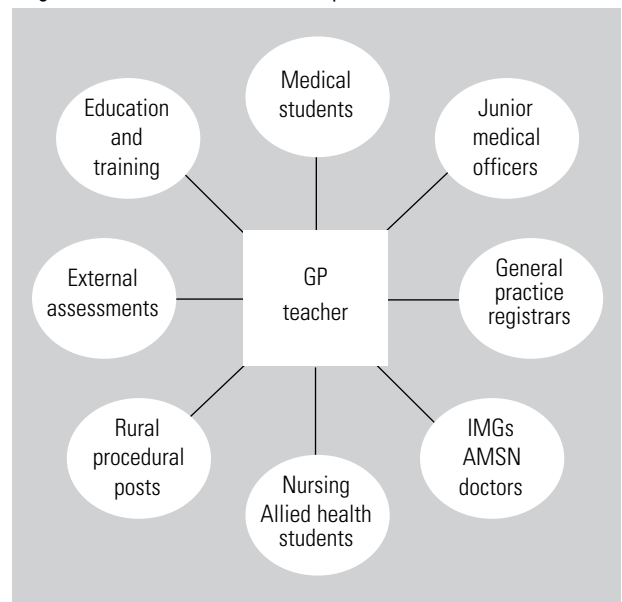 Medical
students
Education
and
training
Junior
medical
officers
External
assessments
GP
teacher
General
practice
registrars
Rural
procedural
posts
Nursing
Allied health
students
IMGs
AMSN
doctors